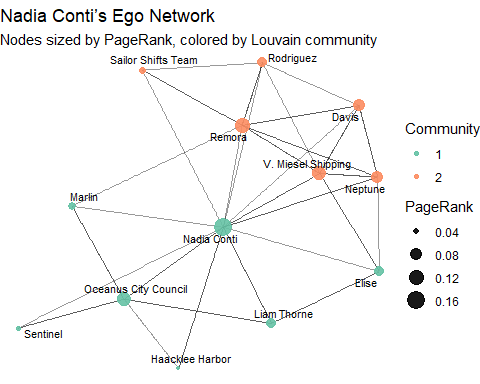 Nadia Conti's Ego Network
Nodes sized by PageRank, colored by Louvain community
Sailor Shifts Team
Rodriguez
Davis
Remora
V. Miesel Shipping
Neptune
Marlin
Nadia Conti
Elise
Oceanus City Council
Liam Thorne
Sentinel
Haacklee Harbor
Community
1
2
PageRank
0.04
0.08
0.12
0.16